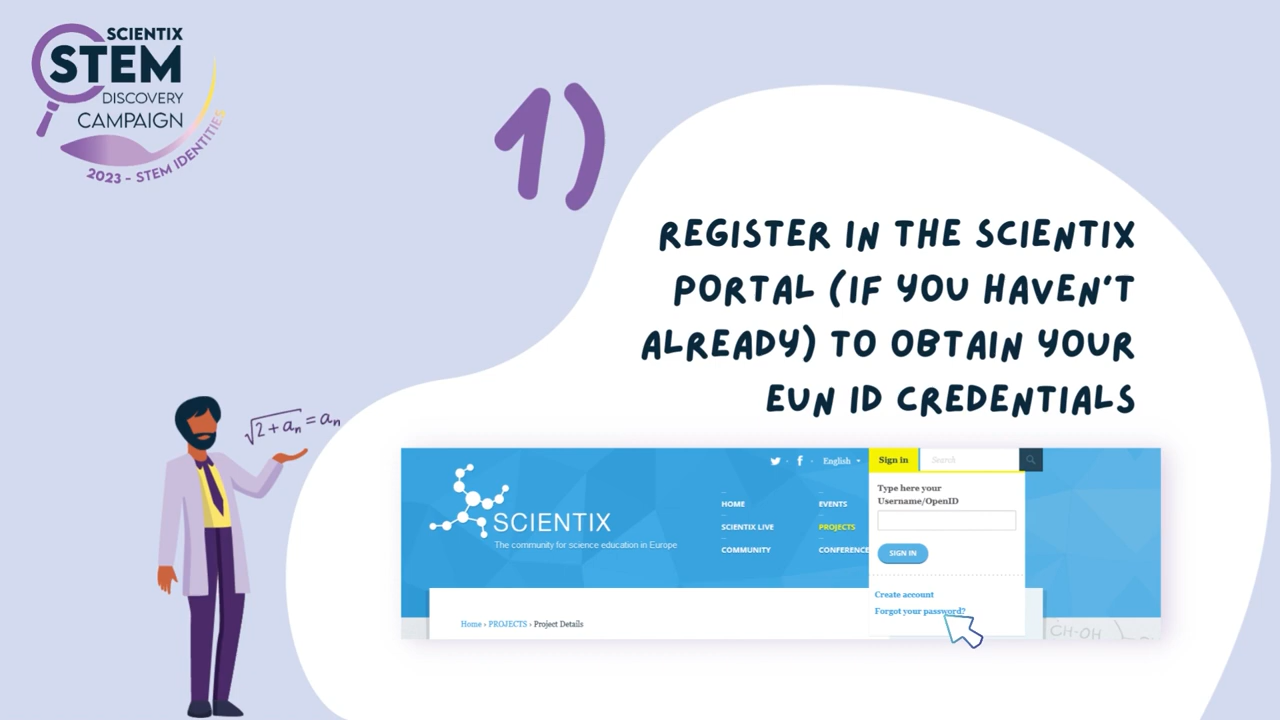 SCIENTIX
STEM
DISCOVERY
CAMPAIGN
2023 - STEM IDENTITIES
1)
REGISTER IN THE SCIENTIX
PORTAL (IF YOU HAVEN'T
ALREADY) TO OBTAIN YOUR
EUN ID CREDENTIALS
√2 + aₙ = aₙ
English
Sign in
Search
SCIENTIX
The community for science education in Europe
HOME
EVENTS
SCIENTIX LIVE
PROJECTS
COMMUNITY
CONFERENCE
Type here your
Username/OpenID
SIGN IN
Create account
Forgot your password?
Home › PROJECTS › Project Details
CH-OH